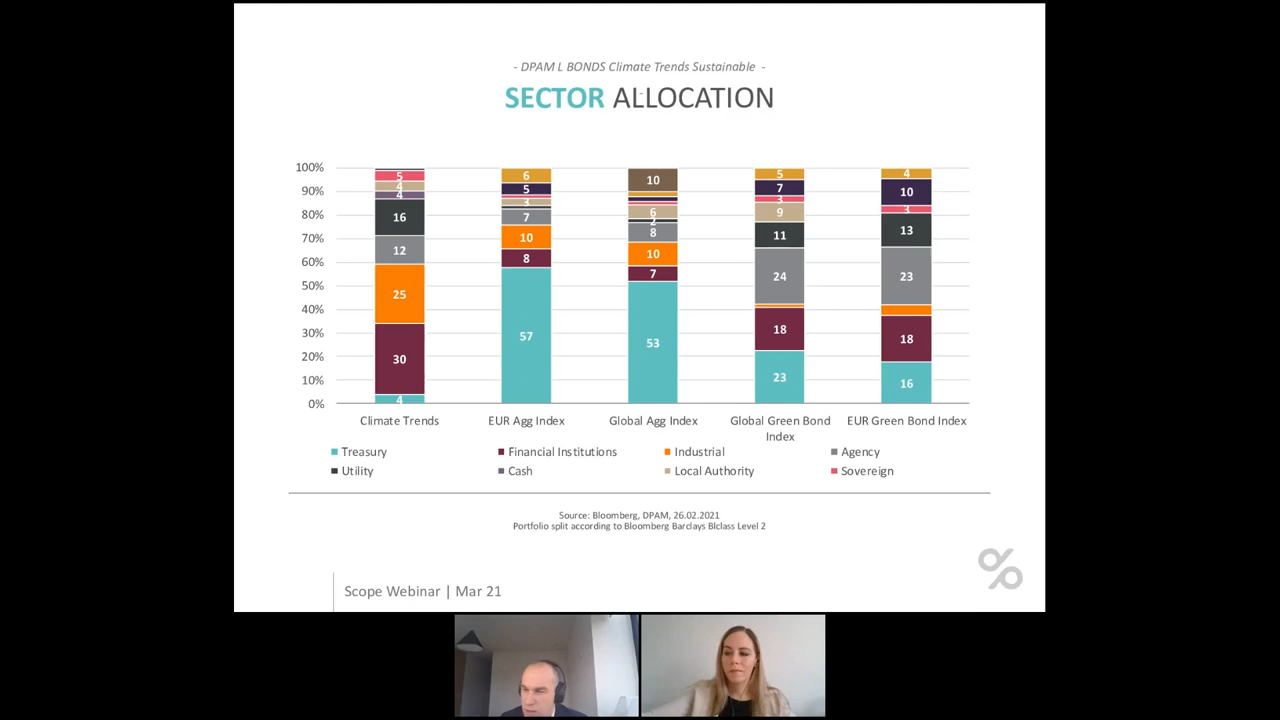 - DPAM L BONDS Climate Trends Sustainable -
SECTOR ALLOCATION
100%
90%
80%
70%
60%
50%
40%
30%
20%
10%
0%
5
4
4
16
12
25
30
4
6
5
3
7
10
8
57
10
6
2
8
10
7
53
5
7
3
9
11
24
18
23
4
10
3
13
23
18
16
Climate Trends
EUR Agg Index
Global Agg Index
Global Green Bond
Index
EUR Green Bond Index
Treasury
Financial Institutions
Industrial
Agency
Utility
Cash
Local Authority
Sovereign
Source: Bloomberg, DPAM, 26.02.2021
Portfolio split according to Bloomberg Barclays Blclass Level 2
Scope Webinar | Mar 21
%